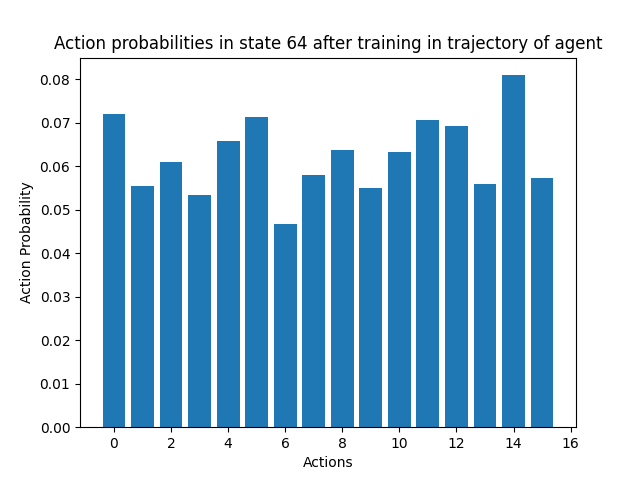 Action probabilities in state 64 after training in trajectory of agent
0.08
0.07
0.06
0.05
0.04
0.03
0.02
0.01
0.00
Action Probability
0 2 4 6 8 10 12 14 16
Actions